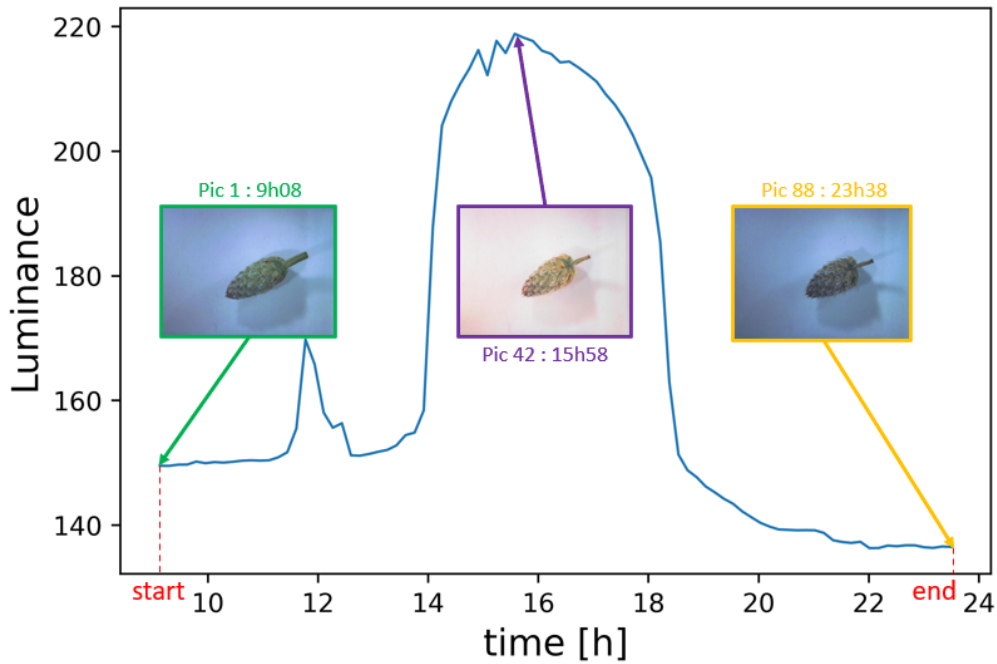 220
200
180
160
140
Luminance
Pic 1 : 9h08
Pic 42 : 15h58
Pic 88 : 23h38
start
end
10 12 14 16 18 20 22 24
time [h]